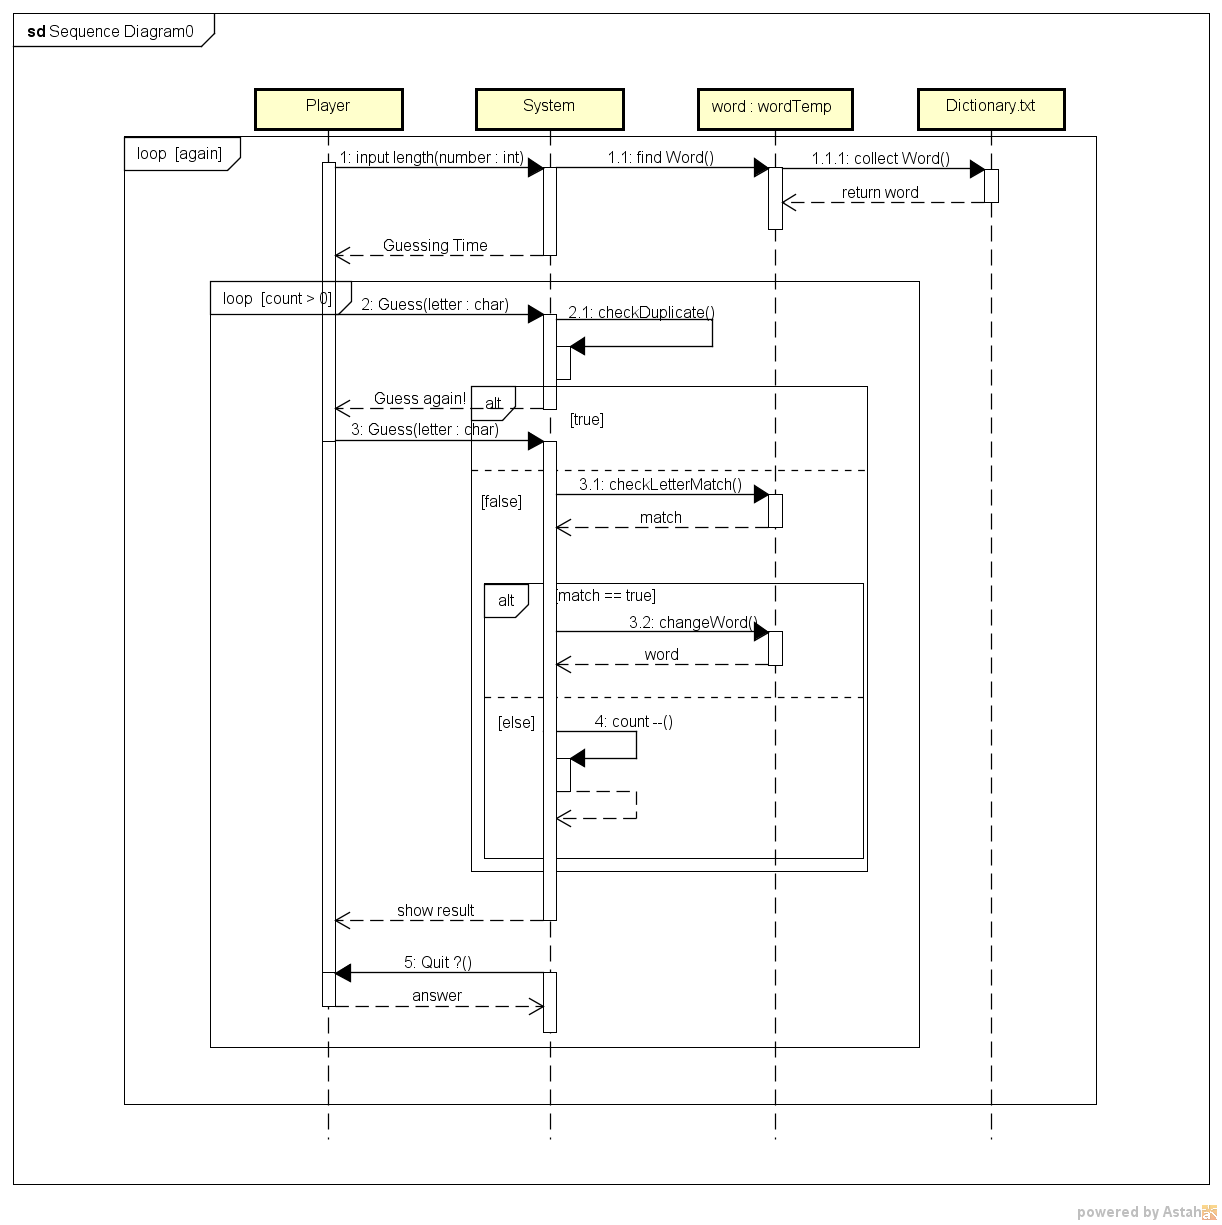 sd Sequence Diagram0
Player
System
word : wordTemp
Dictionary.txt
loop [again]
1: input length(number : int)
1.1: find Word()
1.1.1: collect Word()
return word
Guessing Time
loop [count > 0]
2: Guess(letter : char)
2.1: checkDuplicate()
Guess again!
alt
[true]
3: Guess(letter : char)
3.1: checkLetterMatch()
[false]
match
alt
[match == true]
3.2: changeWord()
word
[else]
4: count --()
show result
5: Quit ?()
answer
powered by Astah